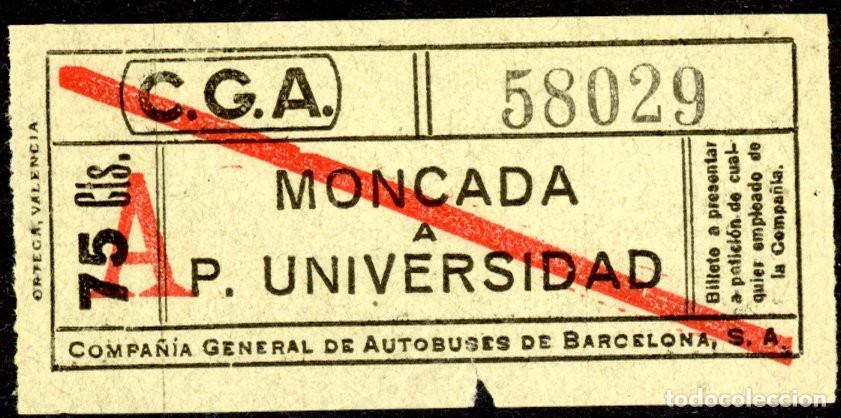 C.G.A.
58029
ORTEGA, VALENCIA
75 Cts.
A
MONCADA
A
P. UNIVERSIDAD
Billete a presentar
a petición de cual-
quier empleado de
la Compañía.
COMPAÑÍA GENERAL DE AUTOBUSES DE BARCELONA, S. A.
todocoleccion